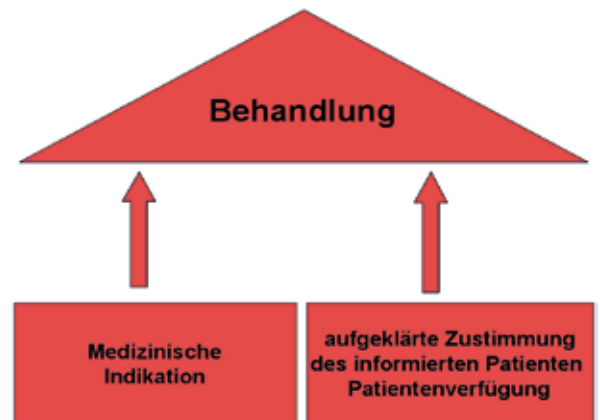 Behandlung
Medizinische
Indikation
aufgeklärte Zustimmung
des informierten Patienten
Patientenverfügung